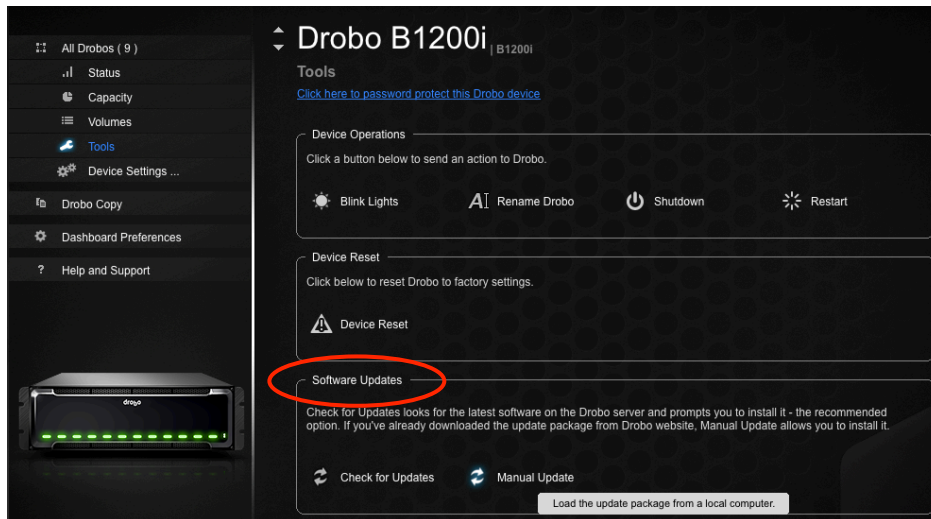 All Drobos ( 9 )
Status
Capacity
Volumes
Tools
Device Settings ...
Drobo Copy
Dashboard Preferences
? Help and Support
drobo
Drobo B1200i | B1200I
Tools
Click here to password protect this Drobo device
Device Operations
Click a button below to send an action to Drobo.
Blink Lights
A Rename Drobo
Shutdown
Restart
Device Reset
Click below to reset Drobo to factory settings.
Device Reset
Software Updates
Check for Updates looks for the latest software on the Drobo server and prompts you to install it - the recommended
option. If you've already downloaded the update package from Drobo website, Manual Update allows you to install it.
Check for Updates
Manual Update
Load the update package from a local computer.